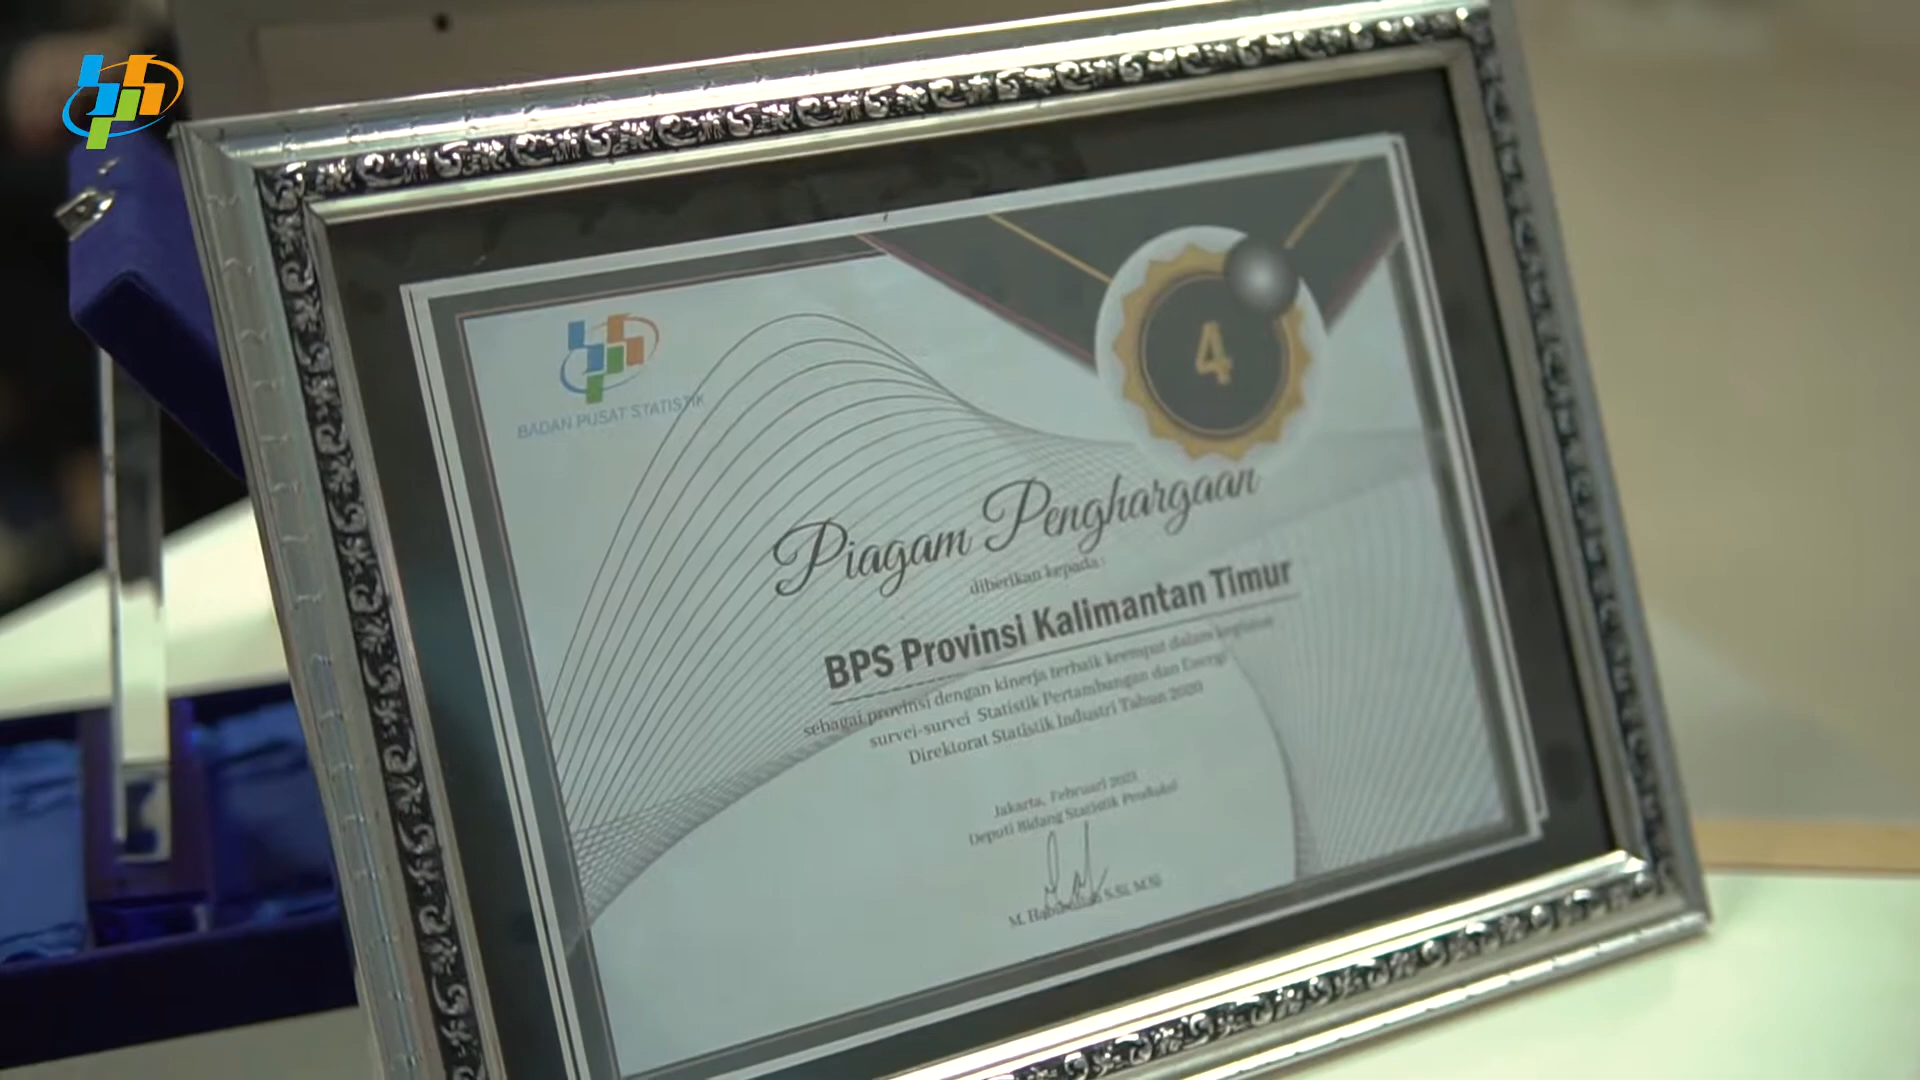 4
BADAN PUSAT STATISTIK
Piagam Penghargaan
diberikan kepada :
BPS Provinsi Kalimantan Timur
sebagai provinsi dengan kinerja terbaik keempat dalam kegiatan
survei-survei Statistik Pertambangan dan Energi
Direktorat Statistik Industri Tahun 2020
Jakarta, Februari 2021
Deputi Bidang Statistik Produksi
M. S.Si, M.Si